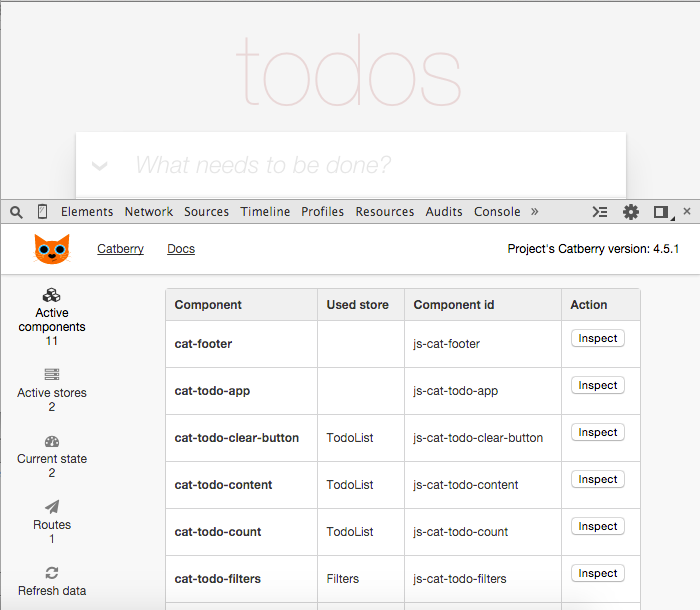 todos
What needs to be done?
Elements Network Sources Timeline Profiles Resources Audits Console »
Catberry Docs Project's Catberry version: 4.5.1
Active
components
11
Active stores
2
Current state
2
Routes
1
Refresh data
Component Used store Component id Action
cat-footer js-cat-footer Inspect
cat-todo-app js-cat-todo-app Inspect
cat-todo-clear-button TodoList js-cat-todo-clear-button Inspect
cat-todo-content TodoList js-cat-todo-content Inspect
cat-todo-count TodoList js-cat-todo-count Inspect
cat-todo-filters Filters js-cat-todo-filters Inspect